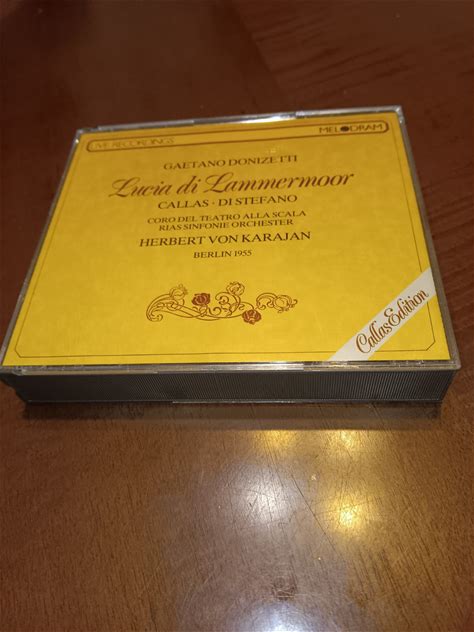 LIVE RECORDINGS
MELODRAM
GAETANO DONIZETTI
Lucia di Lammermoor
CALLAS · DI STEFANO
CORO DEL TEATRO ALLA SCALA
RIAS SINFONIE ORCHESTER
HERBERT VON KARAJAN
BERLIN 1955
Callas Edition